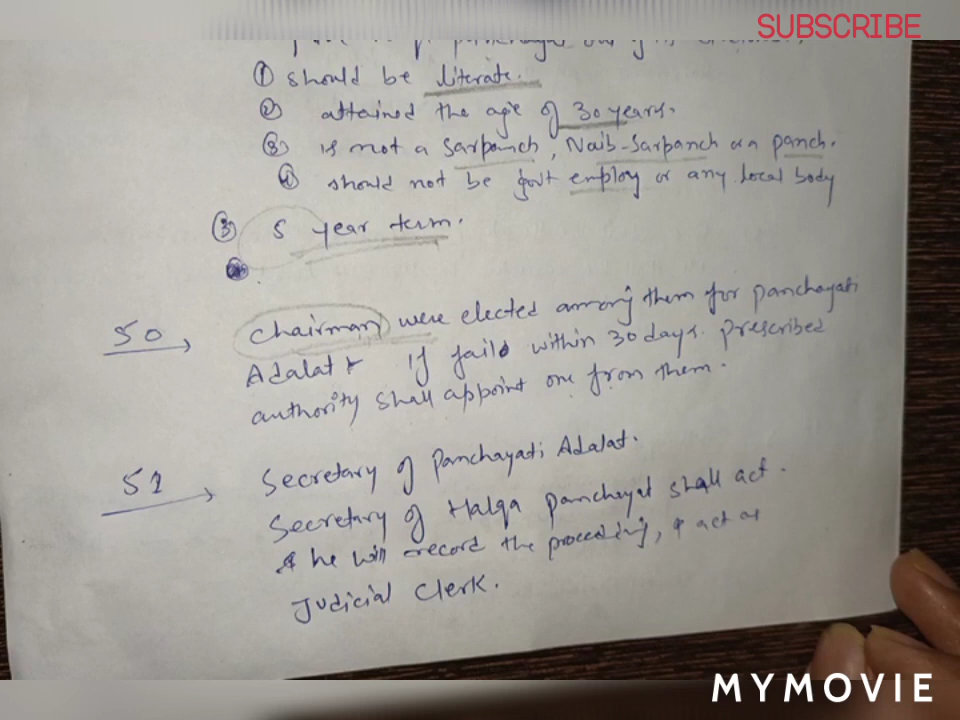 SUBSCRIBE
panchayat
① should be literate.
② attained the age of 30 years.
③ is not a Sarpanch, Naib-Sarpanch or a panch.
④ should not be govt employ or any local body
③ 5 year term.
50 → Chairman were elected among them for panchayati
Adalat. If fails within 30 days. prescribed
authority shall appoint one from them.
51 → Secretary of Panchayati Adalat.
Secretary of Halqa panchayat shall act.
& he will record the proceeding, & act as
Judicial Clerk.
MYMOVIE